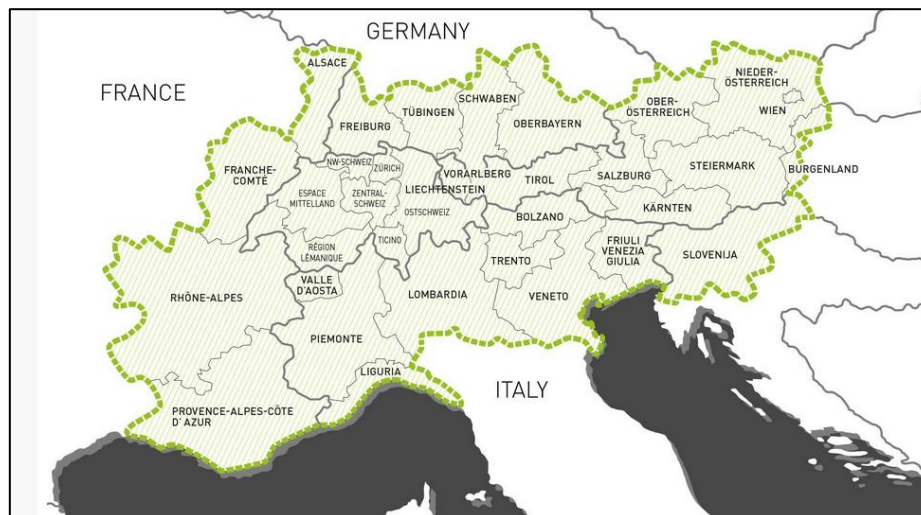 GERMANY
FRANCE
ALSACE
FREIBURG
TÜBINGEN
SCHWABEN
OBERBAYERN
OBER-
ÖSTERREICH
NIEDER-
ÖSTERREICH
WIEN
FRANCHE-
COMTÉ
NW-SCHWEIZ
ZÜRICH
ESPACE
MITTELLAND
ZENTRAL-
SCHWEIZ
LIECHTENSTEIN
OSTSCHWEIZ
VORARLBERG
TIROL
SALZBURG
STEIERMARK
BURGENLAND
KÄRNTEN
RÉGION
LÉMANIQUE
TICINO
BOLZANO
TRENTO
FRIULI
VENEZIA
GIULIA
SLOVENIJA
RHÔNE-ALPES
VALLE
D'AOSTA
LOMBARDIA
VENETO
PIEMONTE
LIGURIA
ITALY
PROVENCE-ALPES-CÔTE
D' AZUR